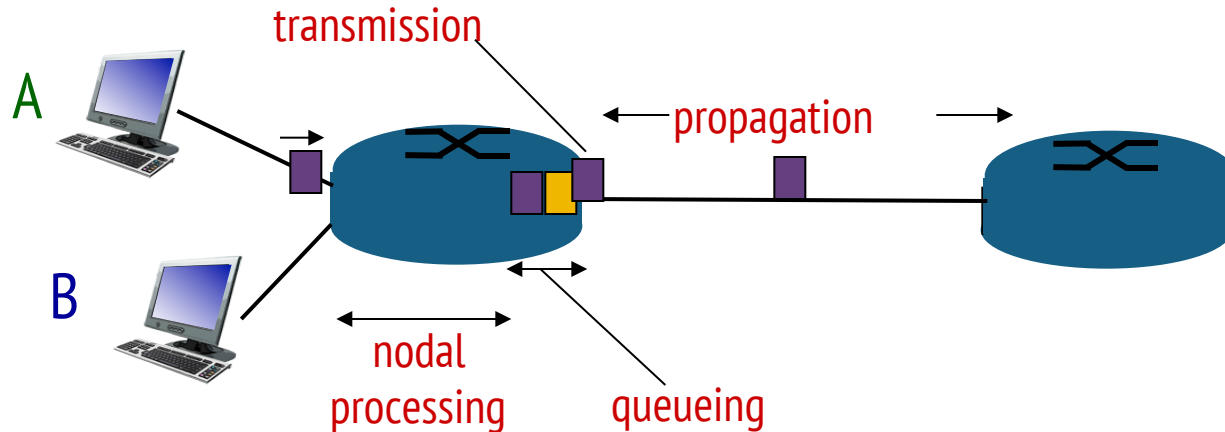 transmission
A
propagation
B
nodal
processing
queueing